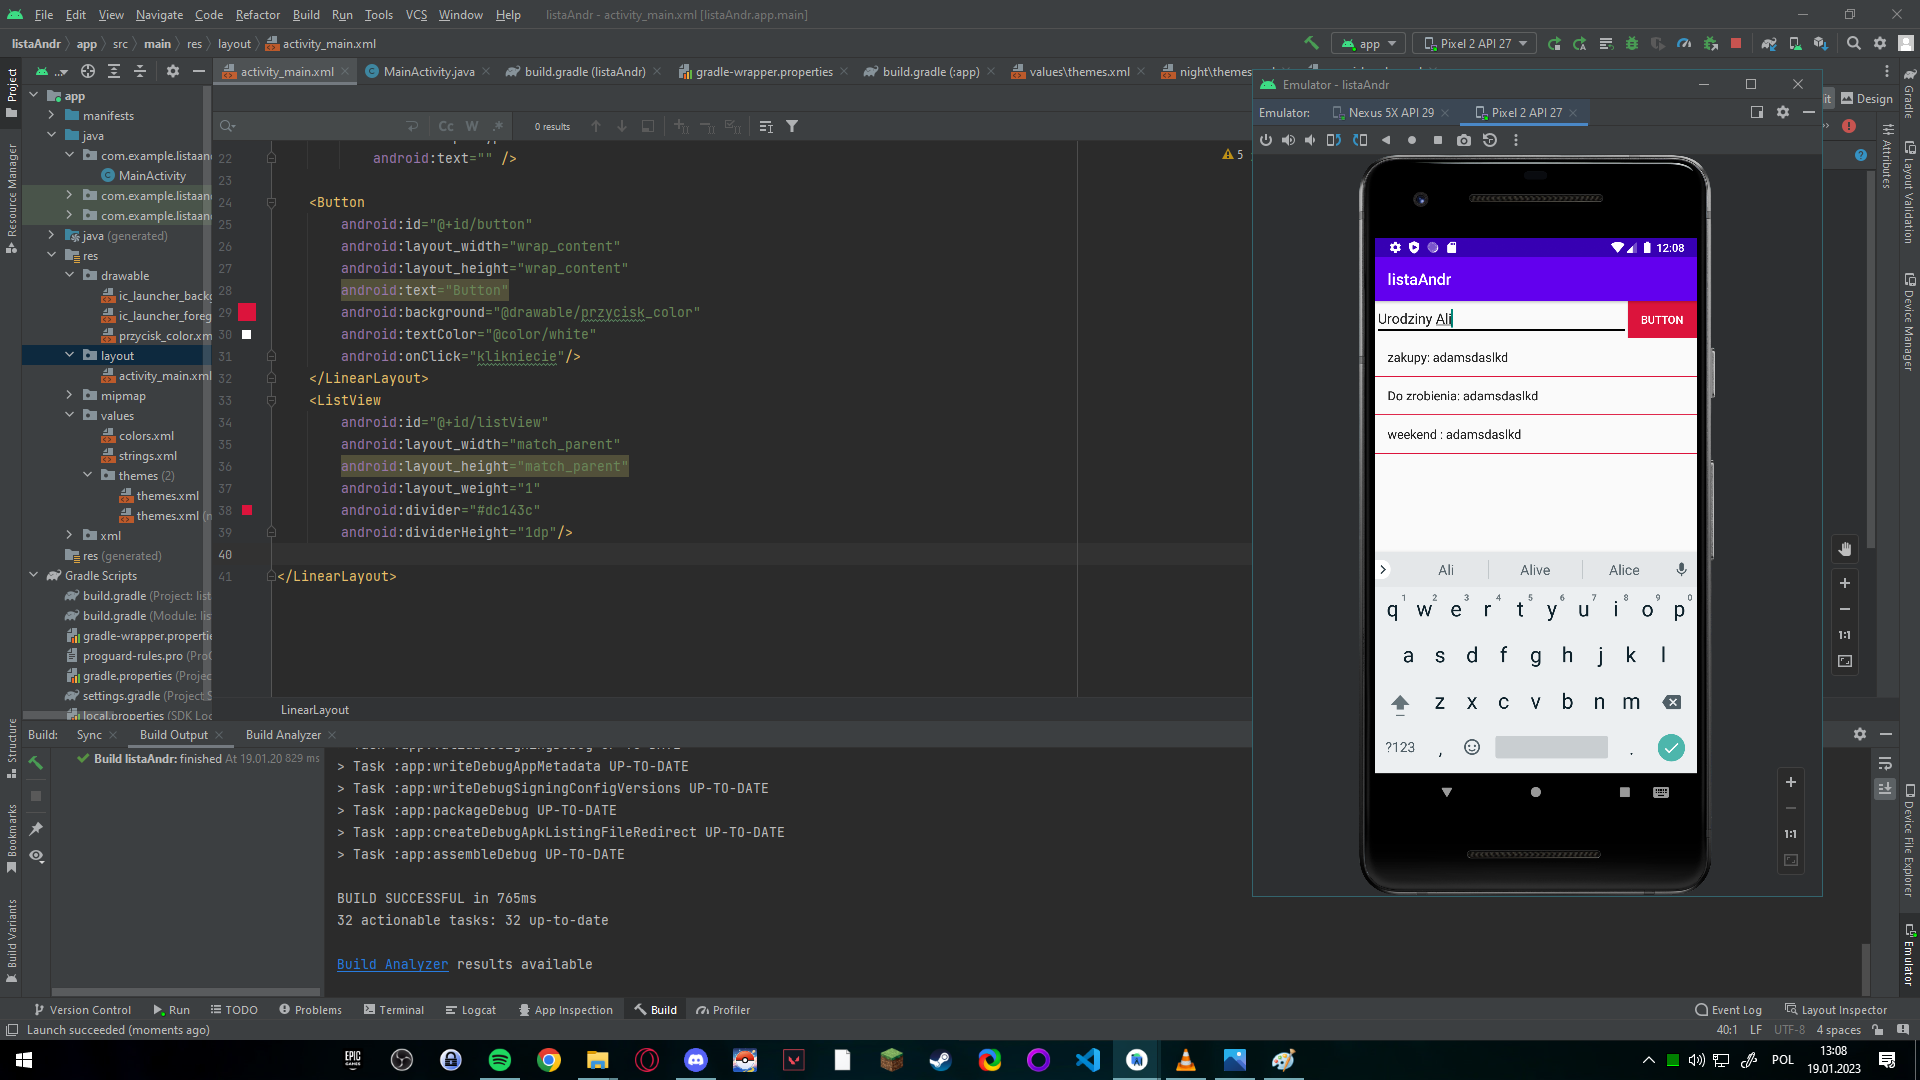 File Edit View Navigate Code Refactor Build Run Tools VCS Window Help listaAndr - activity_main.xml [listaAndr.app.main]
listaAndr app src main res layout activity_main.xml app Pixel 2 API 27
activity_main.xml MainActivity.java build.gradle (listaAndr) gradle-wrapper.properties build.gradle (:app) values\themes.xml night\themes
Project
Resource Manager
Structure
Bookmarks
Build Variants
app
manifests
java
com.example.listaan
MainActivity
com.example.listaan
com.example.listaan
java (generated)
res
drawable
ic_launcher_back
ic_launcher_foreg
przycisk_color.xm
layout
activity_main.xml
mipmap
values
colors.xml
strings.xml
themes (2)
themes.xml
themes.xml
xml
res (generated)
Gradle Scripts
build.gradle (Project: list
build.gradle (Module: lis
gradle-wrapper.propertie
proguard-rules.pro (Pro
gradle.properties (Projec
settings.gradle (Project S
local.properties (SDK Loc
Cc W .* 0 results
5
22 android:text="" />
23
24 <Button
25 android:id="@+id/button"
26 android:layout_width="wrap_content"
27 android:layout_height="wrap_content"
28 android:text="Button"
29 android:background="@drawable/przycisk_color"
30 android:textColor="@color/white"
31 android:onClick="klikniecie"/>
32 </LinearLayout>
33 <ListView
34 android:id="@+id/listView"
35 android:layout_width="match_parent"
36 android:layout_height="match_parent"
37 android:layout_weight="1"
38 android:divider="#dc143c"
39 android:dividerHeight="1dp"/>
40
41 </LinearLayout>
LinearLayout
Emulator - listaAndr
Emulator: Nexus 5X API 29 Pixel 2 API 27
12:08
listaAndr
Urodziny Ali BUTTON
zakupy: adamsdaslkd
Do zrobienia: adamsdaslkd
weekend : adamsdaslkd
Ali Alive Alice
1 2 3 4 5 6 7 8 9 0
q w e r t y u i o p
a s d f g h j k l
z x c v b n m
?123 , .
1:1
1:1
Design
Gradle
Attributes
Layout Validation
Device Manager
Device File Explorer
Emulator
Build: Sync Build Output Build Analyzer
Build listaAndr: finished At 19.01.20 829 ms
> Task :app:writeDebugAppMetadata UP-TO-DATE
> Task :app:writeDebugSigningConfigVersions UP-TO-DATE
> Task :app:packageDebug UP-TO-DATE
> Task :app:createDebugApkListingFileRedirect UP-TO-DATE
> Task :app:assembleDebug UP-TO-DATE
BUILD SUCCESSFUL in 765ms
32 actionable tasks: 32 up-to-date
Build Analyzer results available
Version Control Run TODO Problems Terminal Logcat App Inspection Build Profiler Event Log Layout Inspector
Launch succeeded (moments ago) 40:1 LF UTF-8 4 spaces
EPIC GAMES POL 13:08
19.01.2023